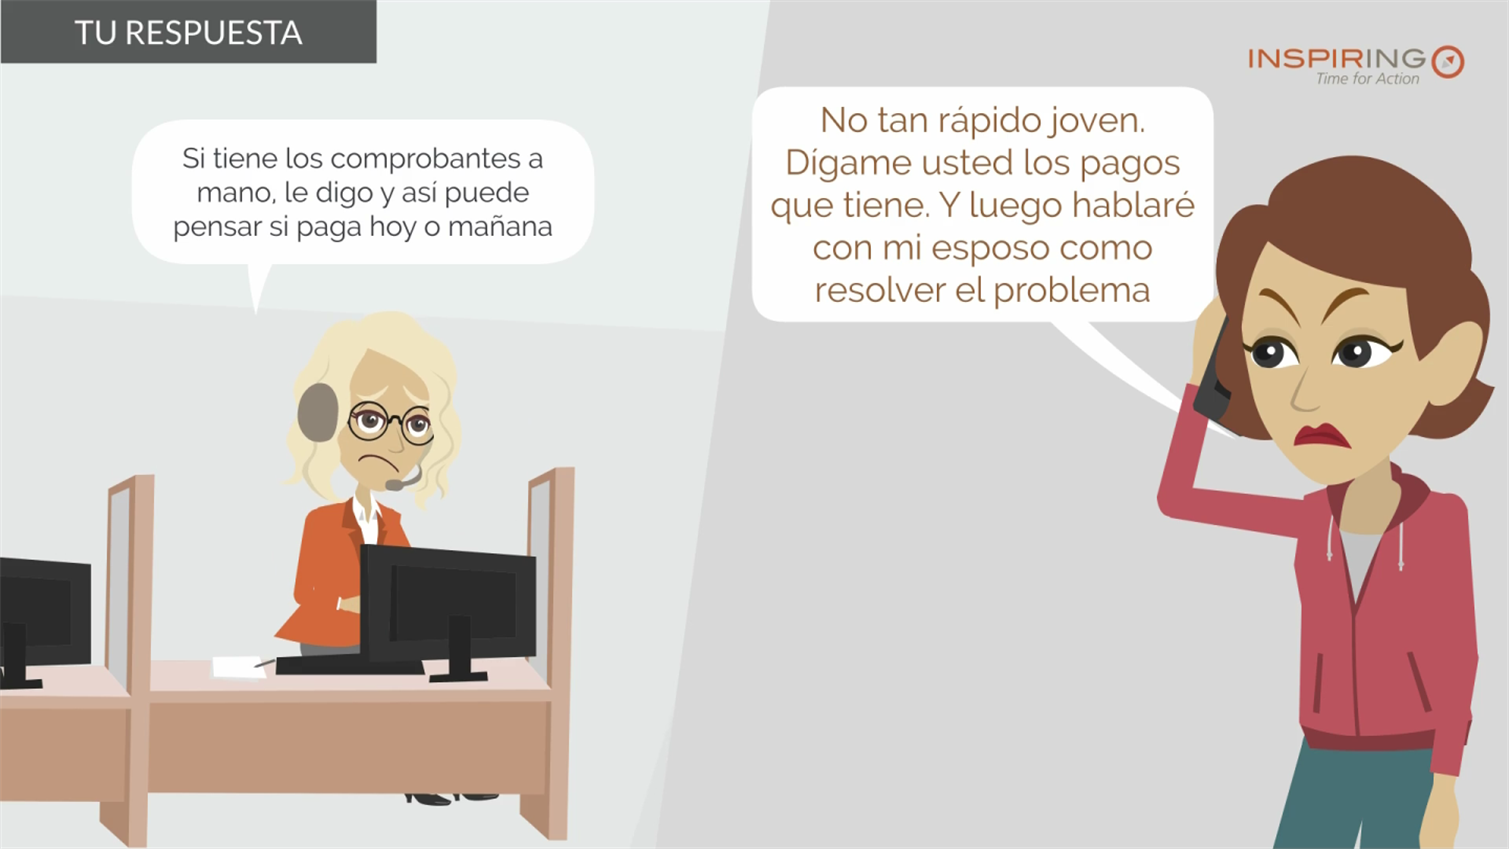 TU RESPUESTA
INSPIRING
Time for Action
Si tiene los comprobantes a
mano, le digo y así puede
pensar si paga hoy o mañana
No tan rápido joven.
Dígame usted los pagos
que tiene. Y luego hablaré
con mi esposo como
resolver el problema